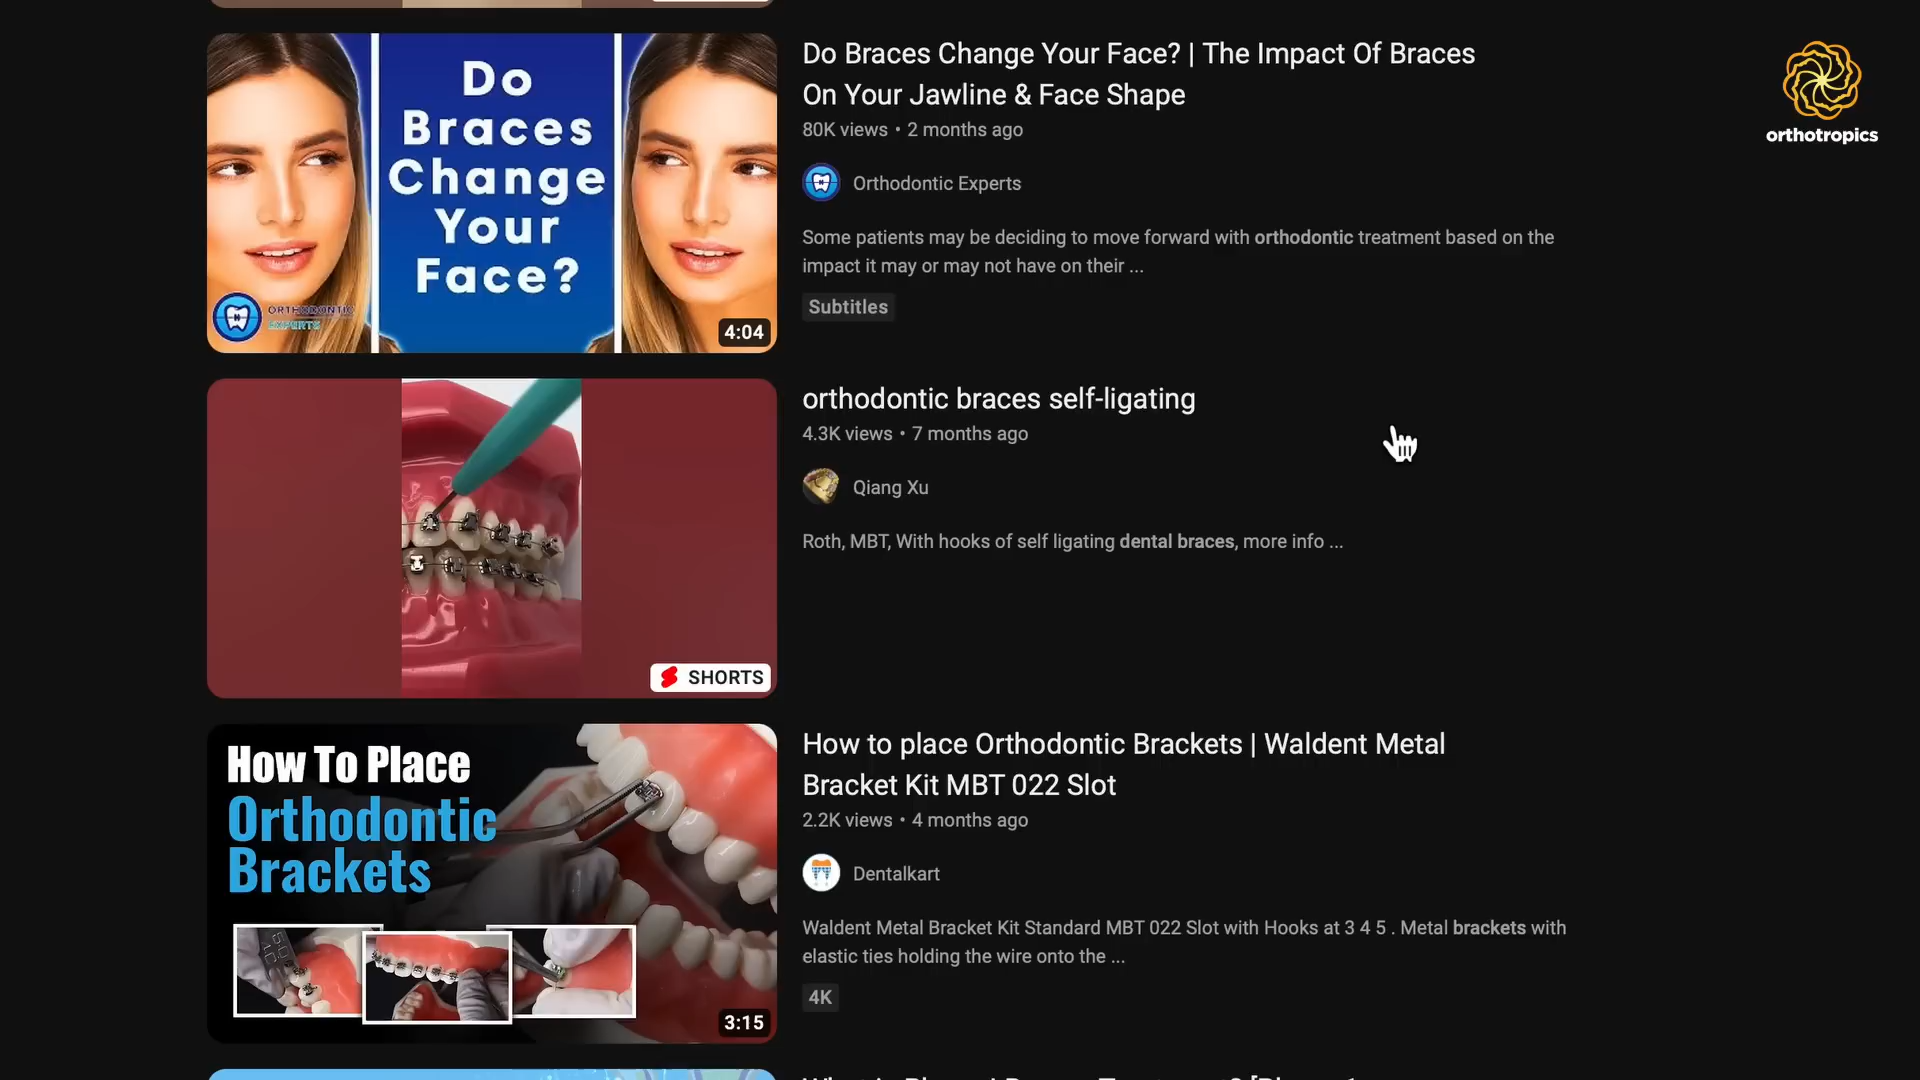 Do Braces Change Your Face? | The Impact Of Braces
On Your Jawline & Face Shape
80K views • 2 months ago
Orthodontic Experts
Some patients may be deciding to move forward with orthodontic treatment based on the
impact it may or may not have on their ...
Subtitles
Do
Braces
Change
Your
Face?
ORTHODONTIC
EXPERTS
4:04
orthotropics
orthodontic braces self-ligating
4.3K views • 7 months ago
Qiang Xu
Roth, MBT, With hooks of self ligating dental braces, more info ...
SHORTS
How To Place
Orthodontic
Brackets
3:15
How to place Orthodontic Brackets | Waldent Metal
Bracket Kit MBT 022 Slot
2.2K views • 4 months ago
Dentalkart
Waldent Metal Bracket Kit Standard MBT 022 Slot with Hooks at 3 4 5 . Metal brackets with
elastic ties holding the wire onto the ...
4K